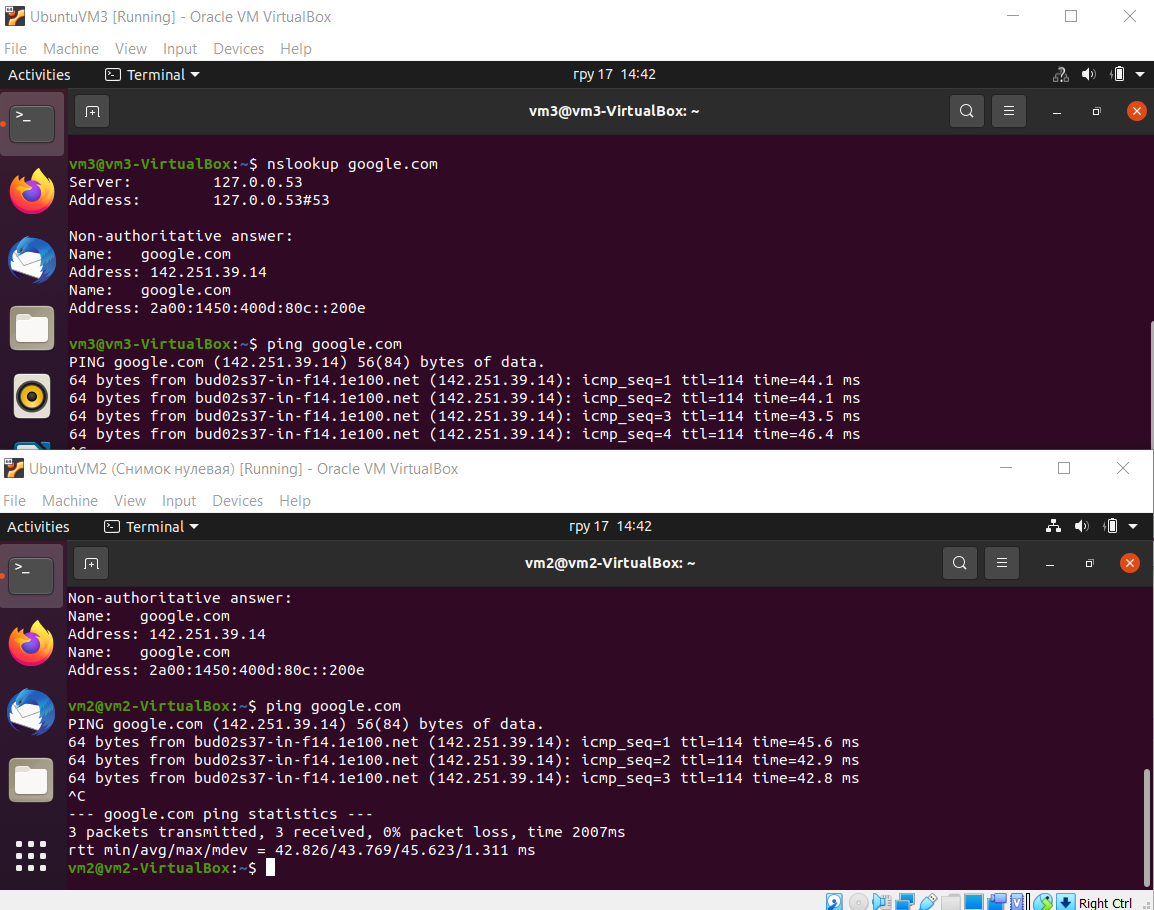 UbuntuVM3 [Running] - Oracle VM VirtualBox
File Machine View Input Devices Help
Activities Terminal гру 17 14:42
vm3@vm3-VirtualBox: ~
vm3@vm3-VirtualBox:~$ nslookup google.com
Server: 127.0.0.53
Address: 127.0.0.53#53
Non-authoritative answer:
Name: google.com
Address: 142.251.39.14
Name: google.com
Address: 2a00:1450:400d:80c::200e
vm3@vm3-VirtualBox:~$ ping google.com
PING google.com (142.251.39.14) 56(84) bytes of data.
64 bytes from bud02s37-in-f14.1e100.net (142.251.39.14): icmp_seq=1 ttl=114 time=44.1 ms
64 bytes from bud02s37-in-f14.1e100.net (142.251.39.14): icmp_seq=2 ttl=114 time=44.1 ms
64 bytes from bud02s37-in-f14.1e100.net (142.251.39.14): icmp_seq=3 ttl=114 time=43.5 ms
64 bytes from bud02s37-in-f14.1e100.net (142.251.39.14): icmp_seq=4 ttl=114 time=46.4 ms
UbuntuVM2 (Снимок нулевая) [Running] - Oracle VM VirtualBox
File Machine View Input Devices Help
Activities Terminal гру 17 14:42
vm2@vm2-VirtualBox: ~
Non-authoritative answer:
Name: google.com
Address: 142.251.39.14
Name: google.com
Address: 2a00:1450:400d:80c::200e
vm2@vm2-VirtualBox:~$ ping google.com
PING google.com (142.251.39.14) 56(84) bytes of data.
64 bytes from bud02s37-in-f14.1e100.net (142.251.39.14): icmp_seq=1 ttl=114 time=45.6 ms
64 bytes from bud02s37-in-f14.1e100.net (142.251.39.14): icmp_seq=2 ttl=114 time=42.9 ms
64 bytes from bud02s37-in-f14.1e100.net (142.251.39.14): icmp_seq=3 ttl=114 time=42.8 ms
^C
--- google.com ping statistics ---
3 packets transmitted, 3 received, 0% packet loss, time 2007ms
rtt min/avg/max/mdev = 42.826/43.769/45.623/1.311 ms
vm2@vm2-VirtualBox:~$
Right Ctrl